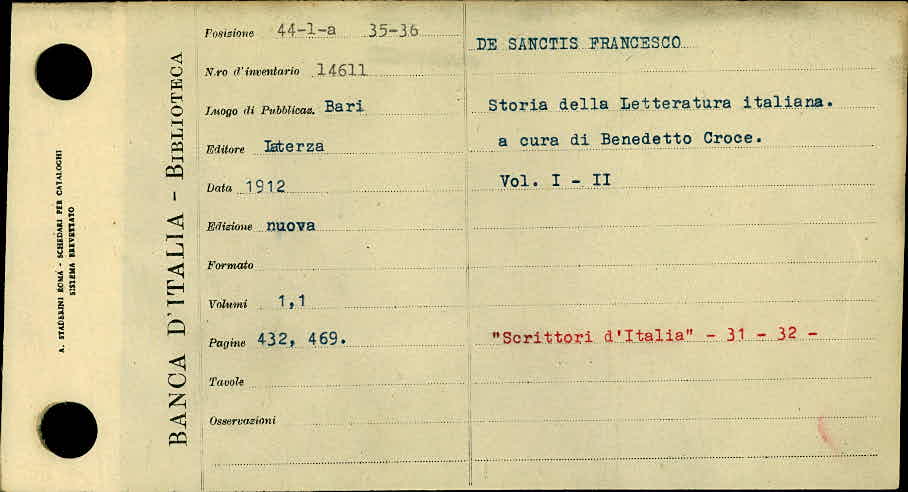 A. STADERINI ROMA - SCHEDARI PER CATALOGHI
SISTEMA BREVETTATO
BANCA D'ITALIA - BIBLIOTECA
Posizione 44-1-a 35-36
N.ro d'inventario 14611
Luogo di Pubblicaz. Bari
Editore Laterza
Data 1912
Edizione nuova
Formato
Volumi 1,1
Pagine 432, 469.
Tavole
Osservazioni
DE SANCTIS FRANCESCO
Storia della Letteratura italiana.
a cura di Benedetto Croce.
Vol. I - II
"Scrittori d'Italia" - 31 - 32 -